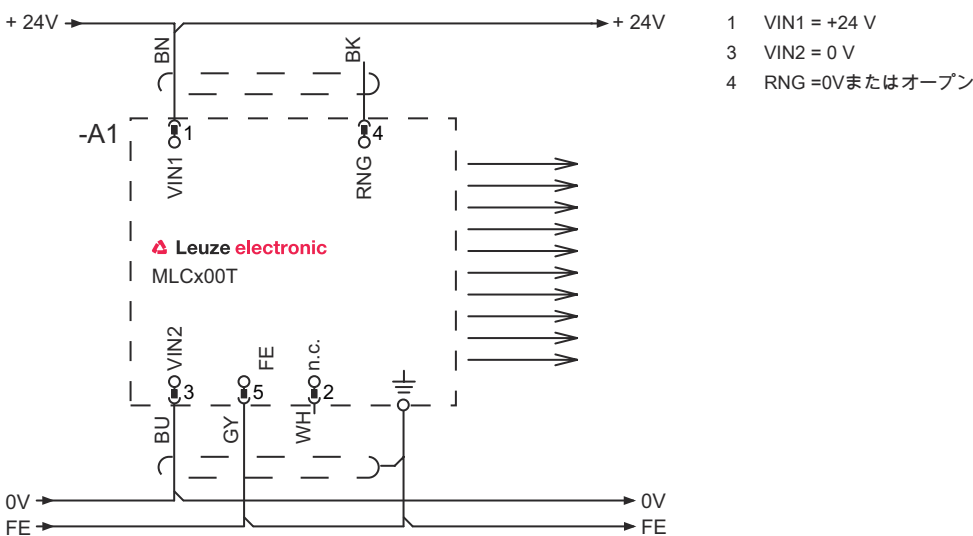 + 24V
+ 24V
1 VIN1 = +24 V
3 VIN2 = 0 V
4 RNG =0Vまたはオープン
BN
BK
-A1
1
4
VIN1
RNG
Leuze electronic
MLCx00T
VIN2
FE
n.c.
3
5
2
BU
GY
WH
0V
0V
FE
FE